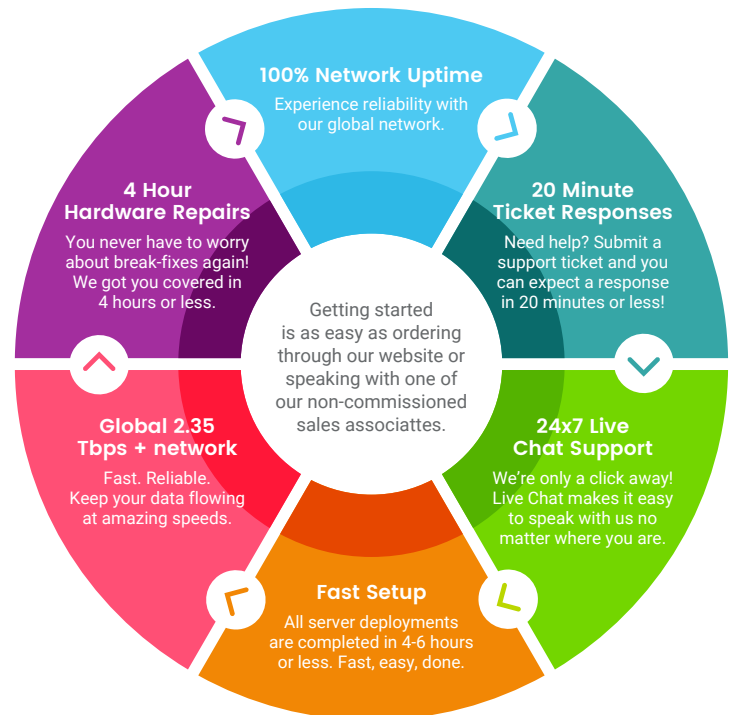 100% Network Uptime
Experience reliability with
our global network.
20 Minute
Ticket Responses
Need help? Submit a
support ticket and you
can expect a response
in 20 minutes or less!
24x7 Live
Chat Support
We're only a click away!
Live Chat makes it easy
to speak with us no
matter where you are.
Fast Setup
All server deployments
are completed in 4-6 hours
or less. Fast, easy, done.
Global 2.35
Tbps + network
Fast. Reliable.
Keep your data flowing
at amazing speeds.
4 Hour
Hardware Repairs
You never have to worry
about break-fixes again!
We got you covered in
4 hours or less.
Getting started
is as easy as ordering
through our website or
speaking with one of
our non-commissioned
sales associattes.